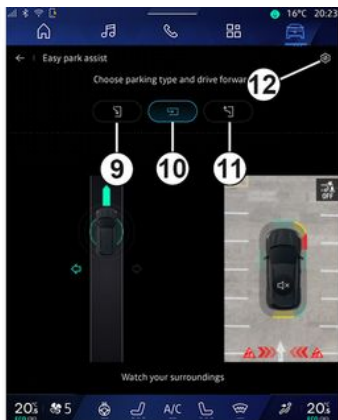 16°C 20:23
Easy park assist
Choose parking type and drive forwar
12
9
10
11
OFF
Watch your surroundings
20.5 5 A/C 20.5